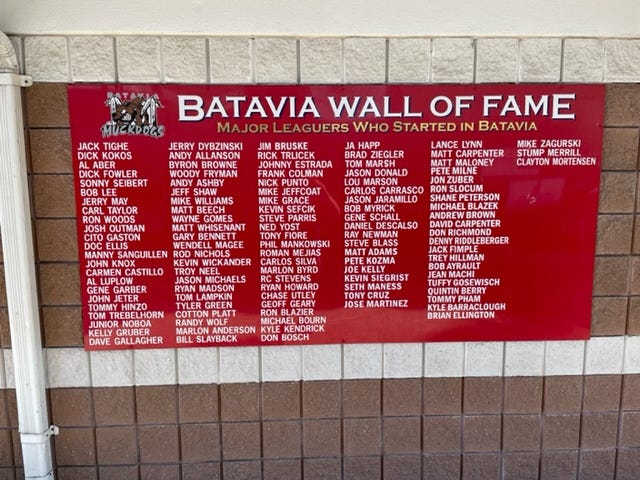 BATAVIA
MUCKDOGS
BATAVIA WALL OF FAME
MAJOR LEAGUERS WHO STARTED IN BATAVIA
JACK TIGHE
DICK KOKOS
AL ABER
DICK FOWLER
SONNY SEIBERT
BOB LEE
JERRY MAY
CARL TAYLOR
RON WOODS
JOSH OUTMAN
CITO GASTON
DOC ELLIS
MANNY SANGUILLEN
JOHN KNOX
CARMEN CASTILLO
AL LUPLOW
GENE GARBER
JOHN JETER
TOMMY HINZO
TOM TREBELHORN
JUNIOR NOBOA
KELLY GRUBER
DAVE GALLAGHER
JERRY DYBZINSKI
ANDY ALLANSON
BYRON BROWNE
WOODY FRYMAN
ANDY ASHBY
JEFF SHAW
MIKE WILLIAMS
MATT BEECH
MATT WHISENANT
WAYNE GOMES
GARY BENNETT
WENDELL MAGEE
ROD NICHOLS
KEVIN WICKANDER
TROY NEEL
JASON MICHAELS
RYAN MADSON
TOM LAMPKIN
TYLER GREEN
COTTON PLATT
RANDY WOLF
MARLON ANDERSON
BILL SLAYBACK
JIM BRUSKE
RICK TRLICEK
JOHNNY ESTRADA
FRANK COLMAN
NICK PUNTO
MIKE JEFFCOAT
MIKE GRACE
KEVIN SEFCIK
STEVE PARRIS
NED YOST
TONY FIORE
PHIL MANKOWSKI
ROMAN MEJIAS
CARLOS SILVA
MARLON BYRD
RC STEVENS
RYAN HOWARD
CHASE UTLEY
GEOFF GEARY
RON BLAZIER
MICHAEL BOURN
KYLE KENDRICK
DON BOSCH
JA HAPP
BRAD ZIEGLER
TOM MARSH
JASON DONALD
LOU MARSON
CARLOS CARRASCO
JASON JARAMILLO
BOB MYRICK
GENE SCHALL
DANIEL DESCALSO
RAY NEWMAN
STEVE BLASS
MATT ADAMS
PETE KOZMA
JOE KELLY
KEVIN SIEGRIST
SETH MANESS
TONY CRUZ
JOSE MARTINEZ
LANCE LYNN
MATT CARPENTER
MATT MALONEY
PETE MILNE
JON ZUBER
RON SLOCUM
SHANE PETERSON
MICHAEL BLAZEK
ANDREW BROWN
DAVID CARPENTER
DON RICHMOND
DENNY RIDDLEBERGER
JACK FIMPLE
TREY HILLMAN
BOB AYRAULT
JEAN MACHI
TUFFY GOSEWISCH
QUINTIN BERRY
TOMMY PHAM
KYLE BARRACLOUGH
BRIAN ELLINGTON
MIKE ZAGURSKI
STUMP MERRILL
CLAYTON MORTENSEN